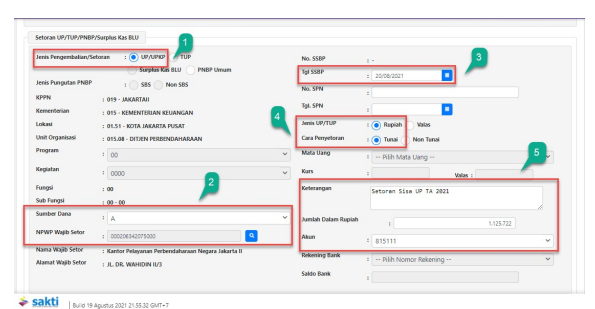 Setoran UP/TUP/PNBP/Surplus Kas BLU
1
Jenis Pengembalian/Setoran : UP/UPKP TUP
Surplus Kas BLU PNBP Umum
Jenis Pungutan PNBP : SBS Non SBS
KPPN : 019 - JAKARTAII
Kementerian : 015 - KEMENTERIAN KEUANGAN
Lokasi : 01.51 - KOTA JAKARTA PUSAT
Unit Organisasi : 015.08 - DITJEN PERBENDAHARAAN
Program : 00
Kegiatan : 0000
2
Fungsi : 00
Sub Fungsi : 00 - 00
Sumber Dana : A
NPWP Wajib Setor : 000206342075000
Nama Wajib Setor : Kantor Pelayanan Perbendaharaan Negara Jakarta II
Alamat Wajib Setor : JL. DR. WAHIDIN II/3
3
No. SSBP : -
Tgl SSBP : 20/08/2021
No. SPN :
Tgl. SPN :
4
Jenis UP/TUP : Rupiah Valas
Cara Penyetoran : Tunai Non Tunai
5
Mata Uang : -- Pilih Mata Uang --
Kurs : Valas :
Keterangan : Setoran Sisa UP TA 2021
Jumlah Dalam Rupiah : 1.125.722
Akun : 815111
Rekening Bank : -- Pilih Nomor Rekening --
Saldo Bank :
sakti | Build 19 Agustus 2021 21.55.32 GMT+7